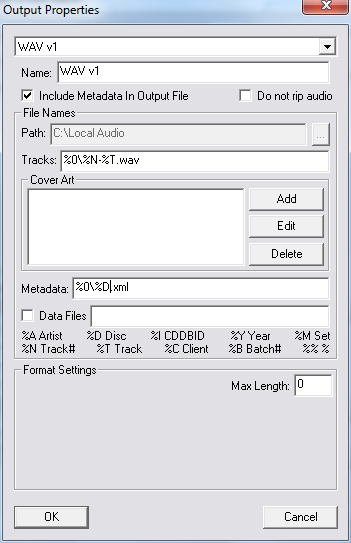 Output Properties
WAV v1
Name: WAV v1
Include Metadata In Output File Do not rip audio
File Names
Path: C:\Local Audio ...
Tracks: %0\%N-%T.wav
Cover Art
Add
Edit
Delete
Metadata: %0\%D.xml
Data Files
%A Artist %D Disc %I CDDBID %Y Year %M Set
%N Track# %T Track %C Client %B Batch# %% %
Format Settings
Max Length: 0
OK Cancel